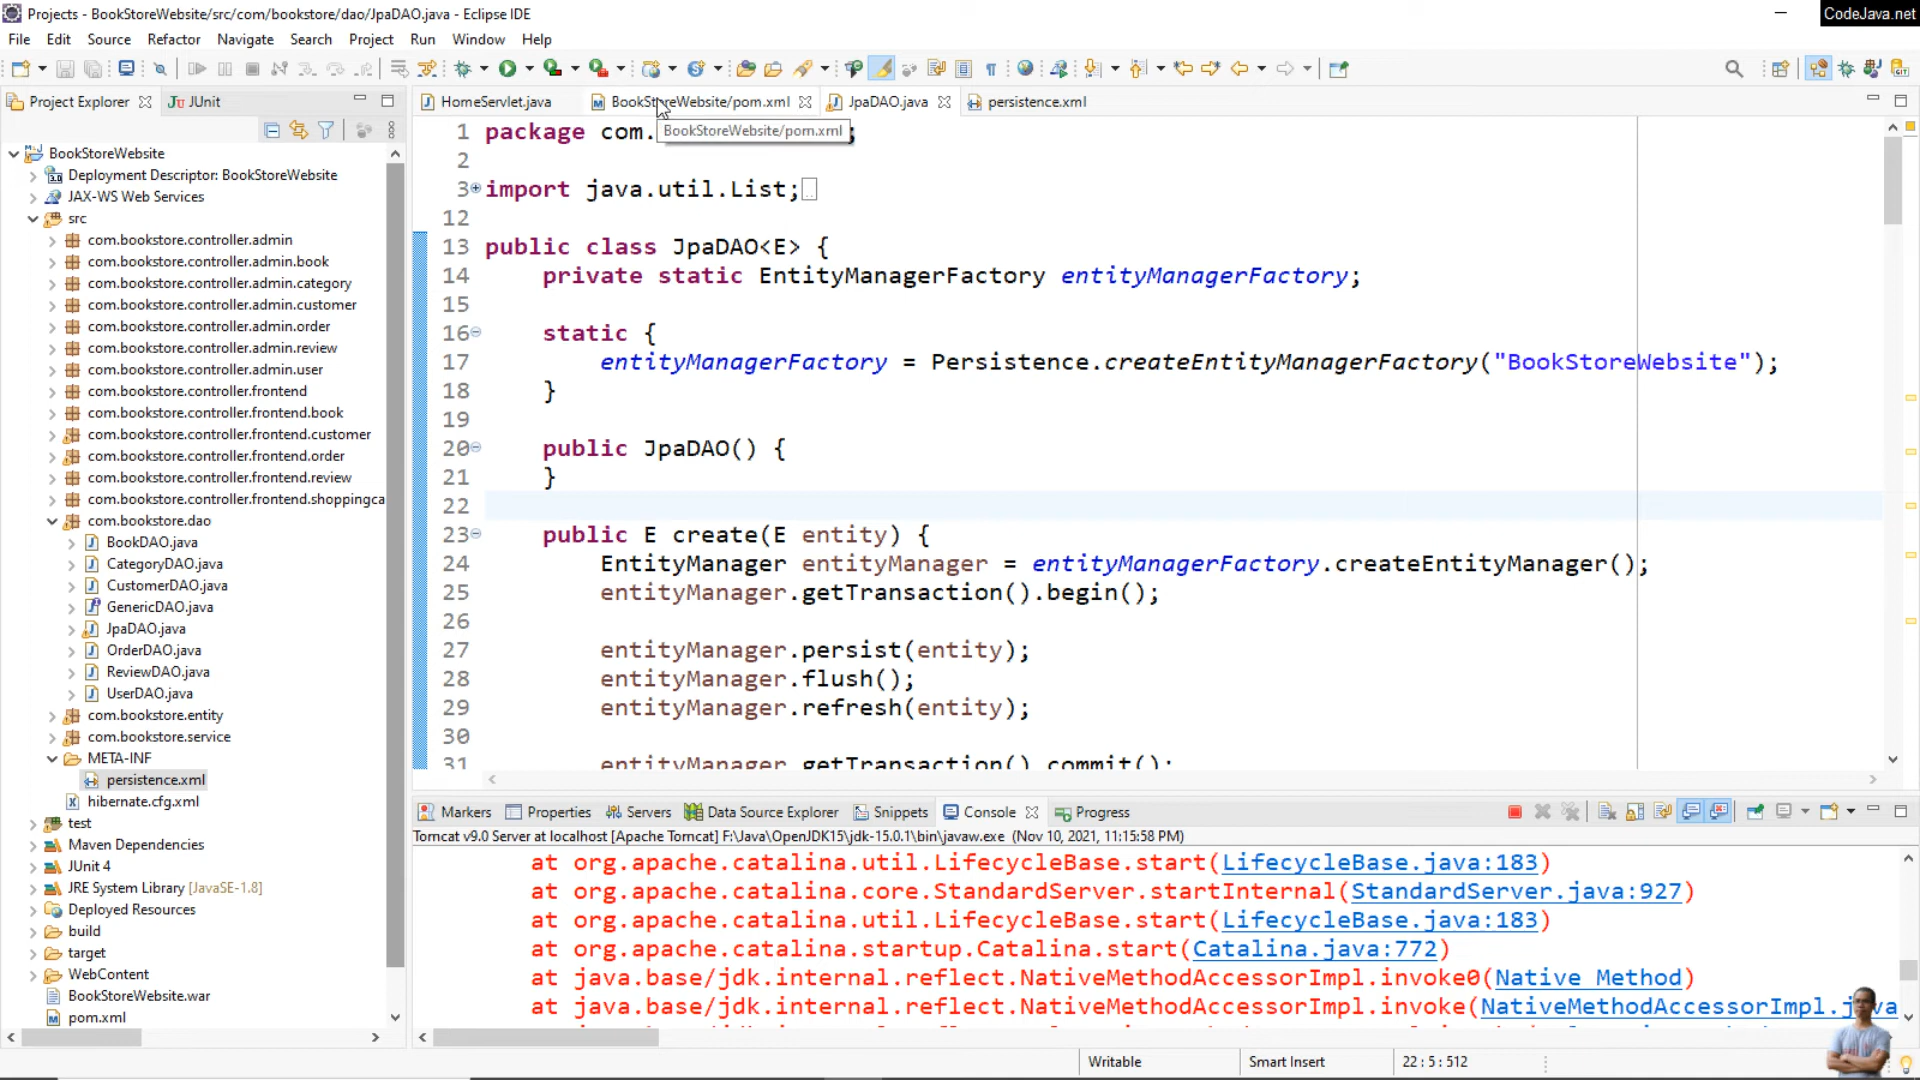 Projects - BookStoreWebsite/src/com/bookstore/dao/JpaDAO.java - Eclipse IDE
CodeJava.net
File Edit Source Refactor Navigate Search Project Run Window Help
Project Explorer
JUnit
HomeServlet.java
BookStoreWebsite/pom.xml
JpaDAO.java
persistence.xml
BookStoreWebsite/pom.xml
BookStoreWebsite
Deployment Descriptor: BookStoreWebsite
JAX-WS Web Services
src
com.bookstore.controller.admin
com.bookstore.controller.admin.book
com.bookstore.controller.admin.category
com.bookstore.controller.admin.customer
com.bookstore.controller.admin.order
com.bookstore.controller.admin.review
com.bookstore.controller.admin.user
com.bookstore.controller.frontend
com.bookstore.controller.frontend.book
com.bookstore.controller.frontend.customer
com.bookstore.controller.frontend.order
com.bookstore.controller.frontend.review
com.bookstore.controller.frontend.shoppingca
com.bookstore.dao
BookDAO.java
CategoryDAO.java
CustomerDAO.java
GenericDAO.java
JpaDAO.java
OrderDAO.java
ReviewDAO.java
UserDAO.java
com.bookstore.entity
com.bookstore.service
META-INF
persistence.xml
hibernate.cfg.xml
test
Maven Dependencies
JUnit 4
JRE System Library [JavaSE-1.8]
Deployed Resources
build
target
WebContent
BookStoreWebsite.war
pom.xml
1 package com. ;
2
3 import java.util.List;
12
13 public class JpaDAO<E> {
14 private static EntityManagerFactory entityManagerFactory;
15
16 static {
17 entityManagerFactory = Persistence.createEntityManagerFactory("BookStoreWebsite");
18 }
19
20 public JpaDAO() {
21 }
22
23 public E create(E entity) {
24 EntityManager entityManager = entityManagerFactory.createEntityManager();
25 entityManager.getTransaction().begin();
26
27 entityManager.persist(entity);
28 entityManager.flush();
29 entityManager.refresh(entity);
30
31 entityManager.getTransaction().commit();
Markers Properties Servers Data Source Explorer Snippets Console Progress
Tomcat v9.0 Server at localhost [Apache Tomcat] F:\Java\OpenJDK15\jdk-15.0.1\bin\javaw.exe (Nov 10, 2021, 11:15:58 PM)
at org.apache.catalina.util.LifecycleBase.start(LifecycleBase.java:183)
at org.apache.catalina.core.StandardServer.startInternal(StandardServer.java:927)
at org.apache.catalina.util.LifecycleBase.start(LifecycleBase.java:183)
at org.apache.catalina.startup.Catalina.start(Catalina.java:772)
at java.base/jdk.internal.reflect.NativeMethodAccessorImpl.invoke0(Native Method)
at java.base/jdk.internal.reflect.NativeMethodAccessorImpl.invoke(NativeMethodAccessorImpl.java
Writable Smart Insert 22 : 5 : 512